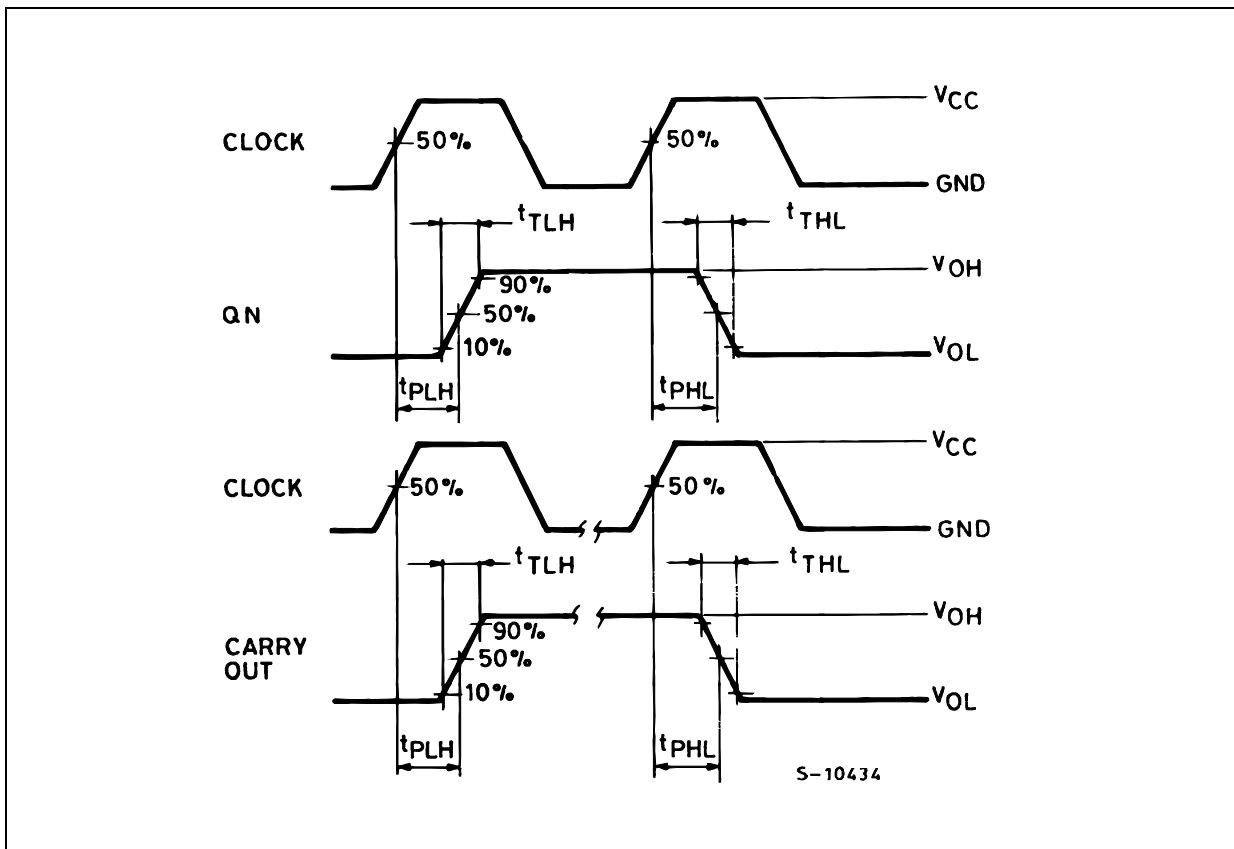 VCC
CLOCK
50%
50%
GND
tTLH
tTHL
VOH
90%
QN
50%
10%
VOL
tPLH
tPHL
VCC
CLOCK
50%
50%
GND
tTLH
tTHL
VOH
90%
CARRY
OUT
50%
10%
VOL
tPLH
tPHL
S-10434